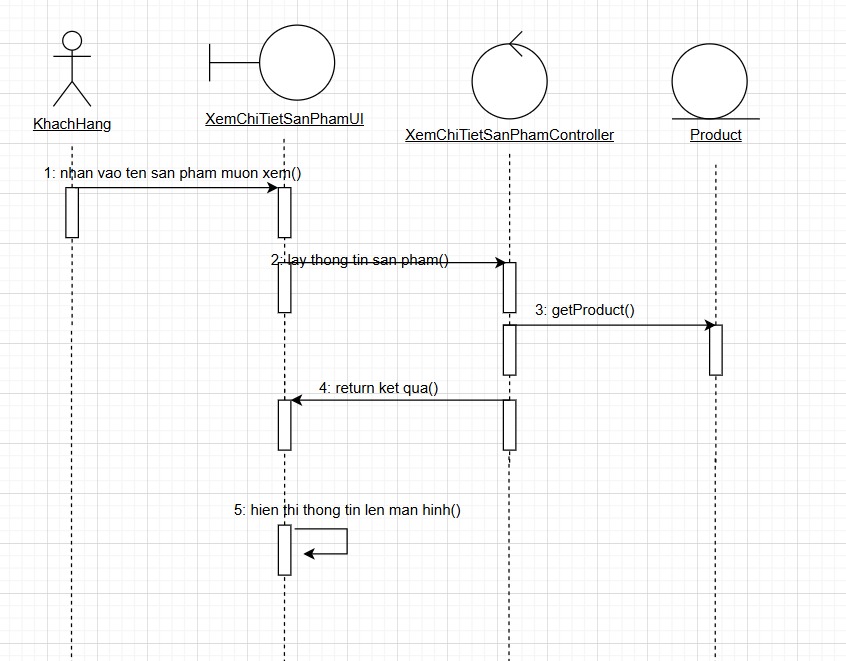 KhachHang
XemChiTietSanPhamUI
XemChiTietSanPhamController
Product
1: nhan vao ten san pham muon xem()
2: lay thong tin san pham()
3: getProduct()
4: return ket qua()
5: hien thi thong tin len man hinh()